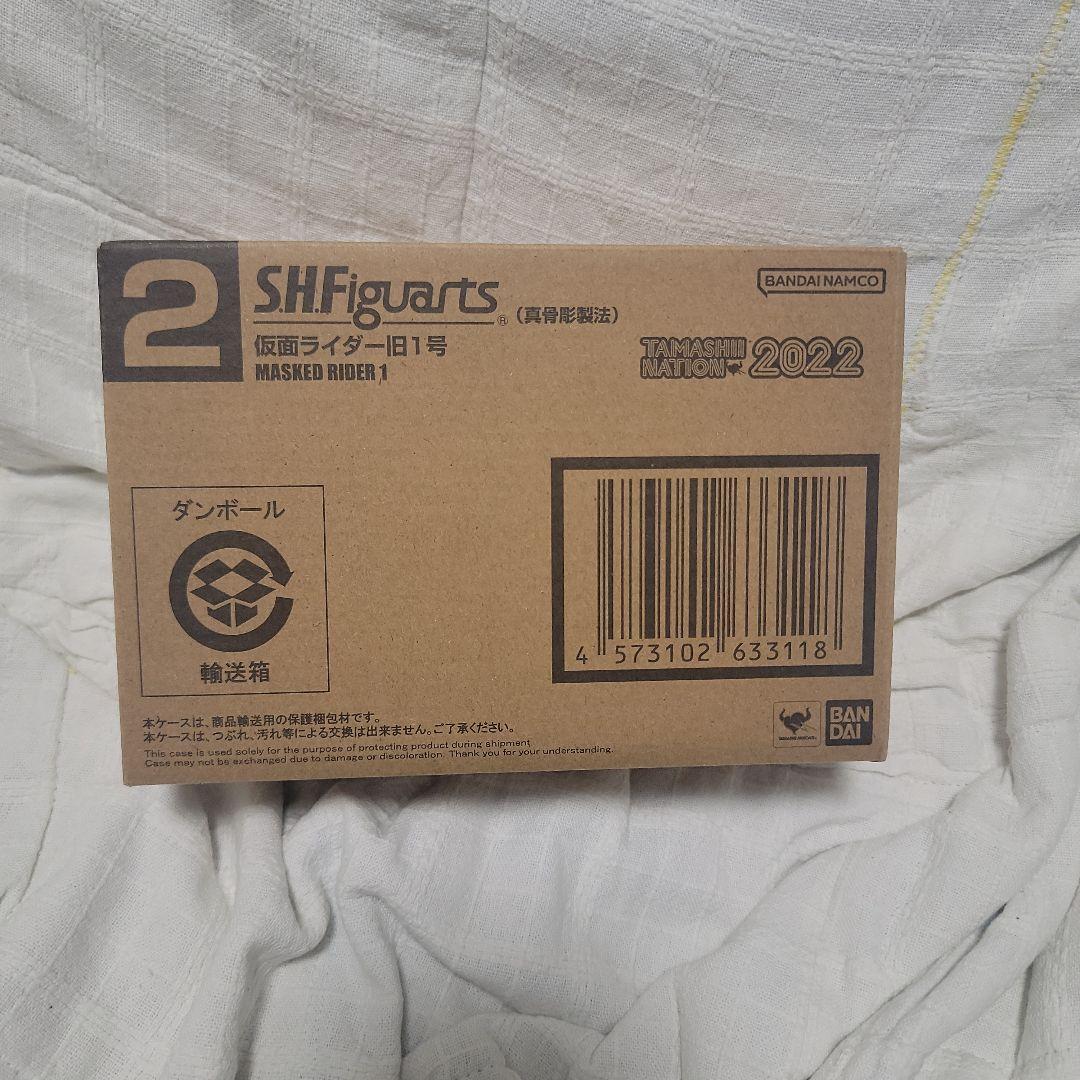 2
S.H.Figuarts®（真骨彫製法）
仮面ライダー旧1号
MASKED RIDER 1
BANDAI NAMCO
TAMASHII
NATION 2022
ダンボール
輸送箱
4 573102 633118
本ケースは、商品輸送用の保護梱包材です。
本ケースは、つぶれ、汚れ等による交換は出来ません。ご了承ください。
This case is used solely for the purpose of protecting product during shipment
Case may not be exchanged due to damage or discoloration. Thank you for your understanding.
BAN
DAI